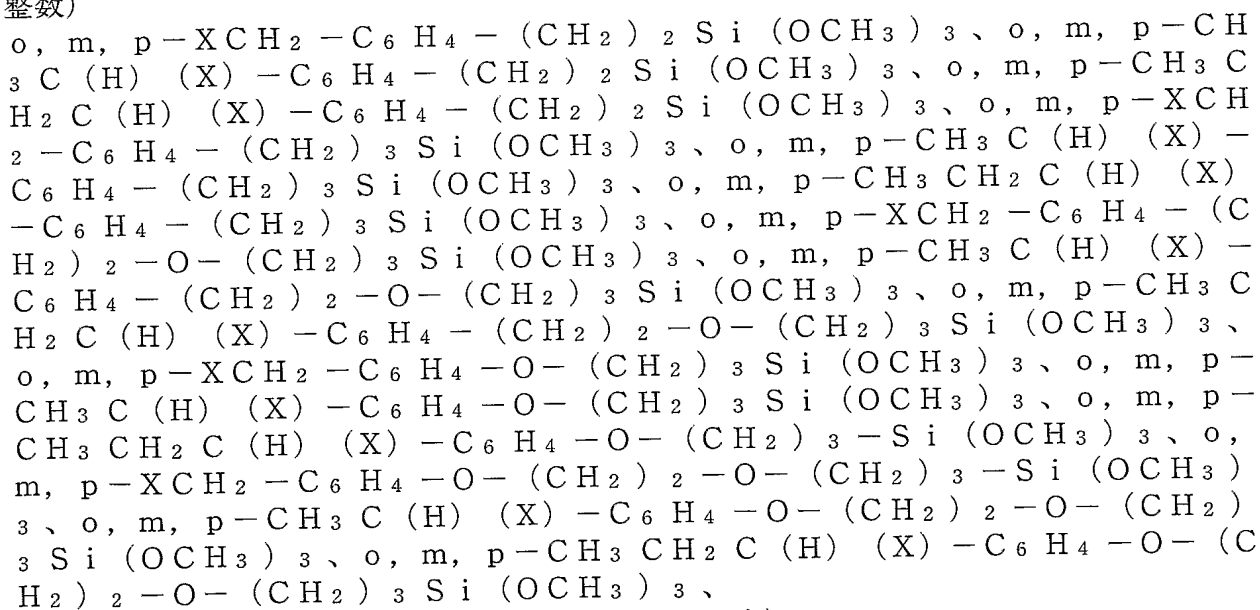 整数)
o, m, p-XCH2-C6H4-(CH2)2Si(OCH3)3、o, m, p-CH
3C(H)(X)-C6H4-(CH2)2Si(OCH3)3、o, m, p-CH3C
H2C(H)(X)-C6H4-(CH2)2Si(OCH3)3、o, m, p-XCH
2-C6H4-(CH2)3Si(OCH3)3、o, m, p-CH3C(H)(X)-
C6H4-(CH2)3Si(OCH3)3、o, m, p-CH3CH2C(H)(X)
-C6H4-(CH2)3Si(OCH3)3、o, m, p-XCH2-C6H4-(C
H2)2-O-(CH2)3Si(OCH3)3、o, m, p-CH3C(H)(X)-
C6H4-(CH2)2-O-(CH2)3Si(OCH3)3、o, m, p-CH3C
H2C(H)(X)-C6H4-(CH2)2-O-(CH2)3Si(OCH3)3、
o, m, p-XCH2-C6H4-O-(CH2)3Si(OCH3)3、o, m, p-
CH3C(H)(X)-C6H4-O-(CH2)3Si(OCH3)3、o, m, p-
CH3CH2C(H)(X)-C6H4-O-(CH2)3-Si(OCH3)3、o,
m, p-XCH2-C6H4-O-(CH2)2-O-(CH2)3-Si(OCH3)
3、o, m, p-CH3C(H)(X)-C6H4-O-(CH2)2-O-(CH2)
3Si(OCH3)3、o, m, p-CH3CH2C(H)(X)-C6H4-O-(C
H2)2-O-(CH2)3Si(OCH3)3、